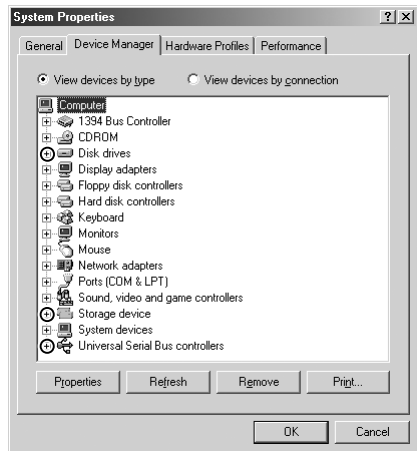 System Properties
General Device Manager Hardware Profiles Performance
View devices by type View devices by connection
Computer
1394 Bus Controller
CDROM
Disk drives
Display adapters
Floppy disk controllers
Hard disk controllers
Keyboard
Monitors
Mouse
Network adapters
Ports (COM & LPT)
Sound, video and game controllers
Storage device
System devices
Universal Serial Bus controllers
Properties Refresh Remove Print...
OK Cancel